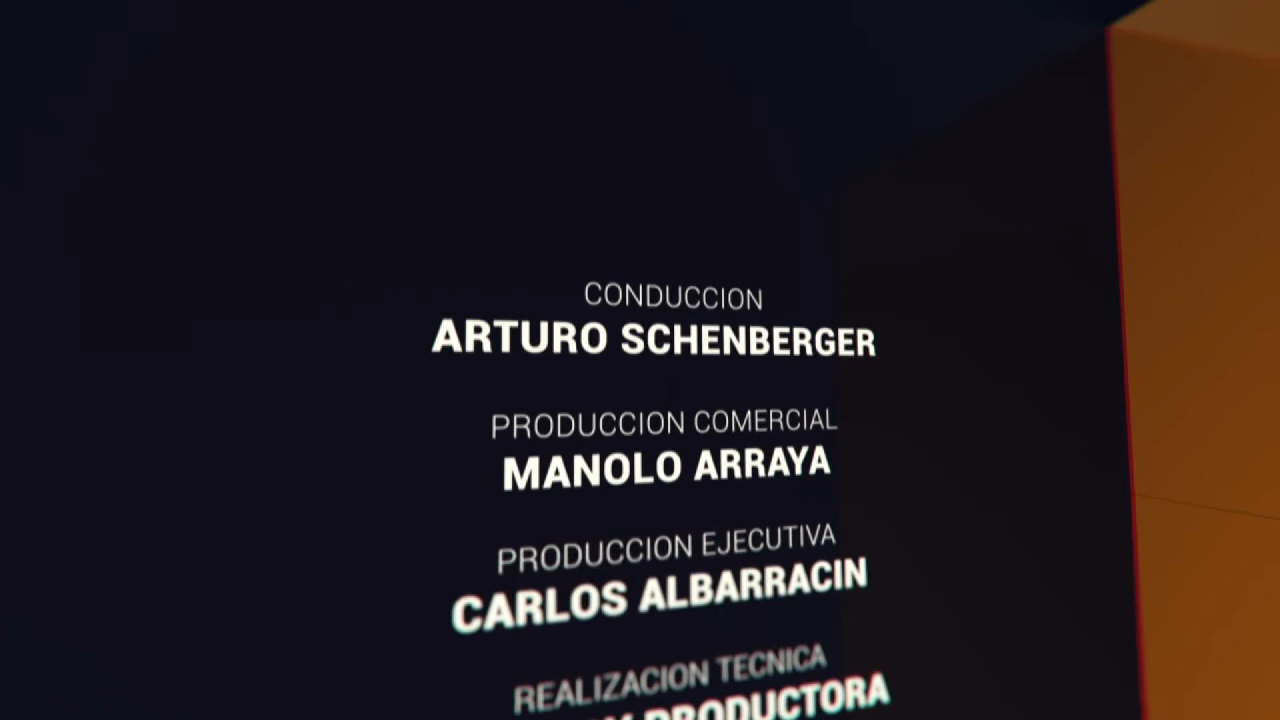 CONDUCCION
ARTURO SCHENBERGER
PRODUCCION COMERCIAL
MANOLO ARRAYA
PRODUCCION EJECUTIVA
CARLOS ALBARRACIN
REALIZACION TECNICA
PRODUCTORA